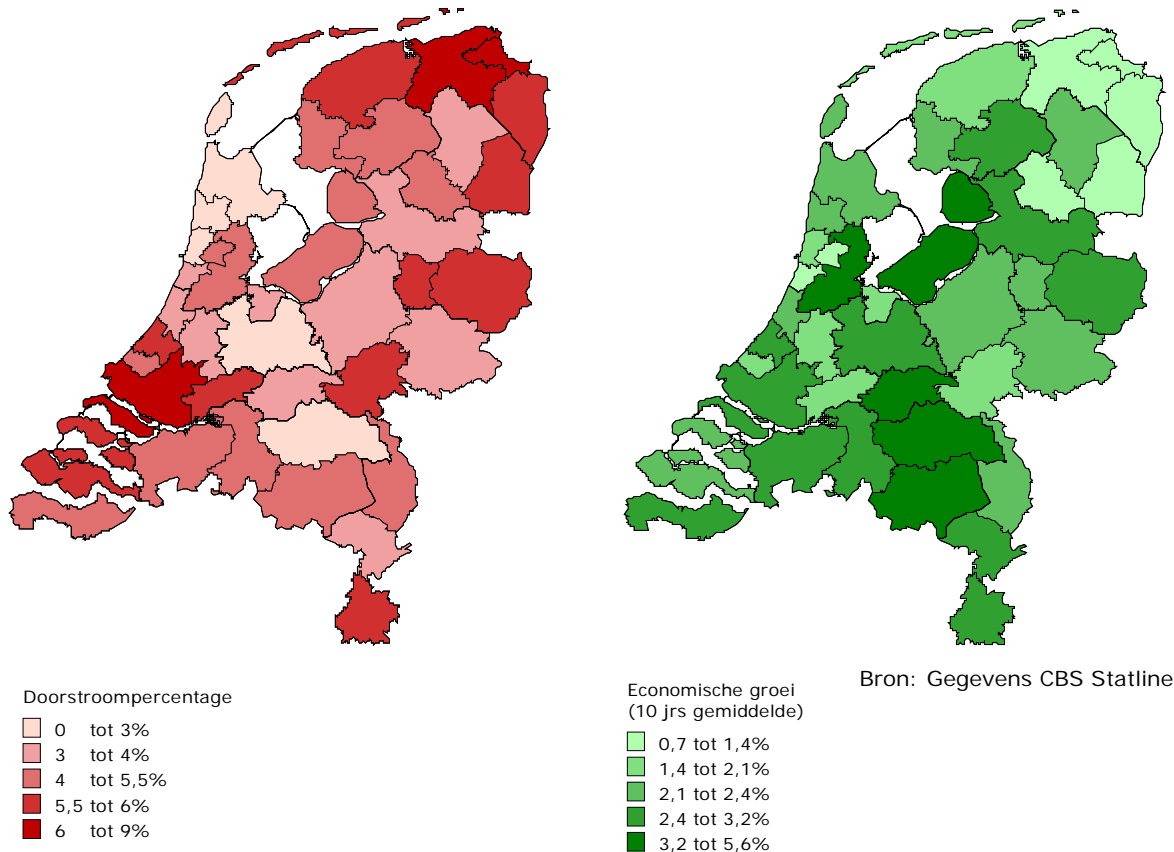 Doorstroompercentage
0 tot 3%
3 tot 4%
4 tot 5,5%
5,5 tot 6%
6 tot 9%
Economische groei
(10 jrs gemiddelde)
0,7 tot 1,4%
1,4 tot 2,1%
2,1 tot 2,4%
2,4 tot 3,2%
3,2 tot 5,6%
Bron: Gegevens CBS Statline